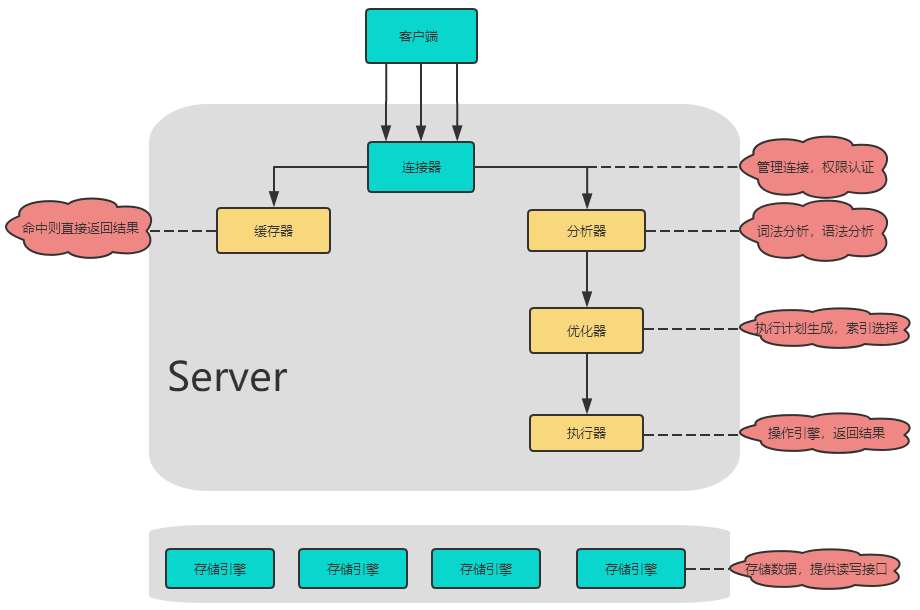 客户端
连接器
管理连接，权限认证
命中则直接返回结果
缓存器
分析器
词法分析，语法分析
优化器
执行计划生成，索引选择
Server
执行器
操作引擎，返回结果
存储引擎
存储引擎
存储引擎
存储引擎
存储数据，提供读写接口